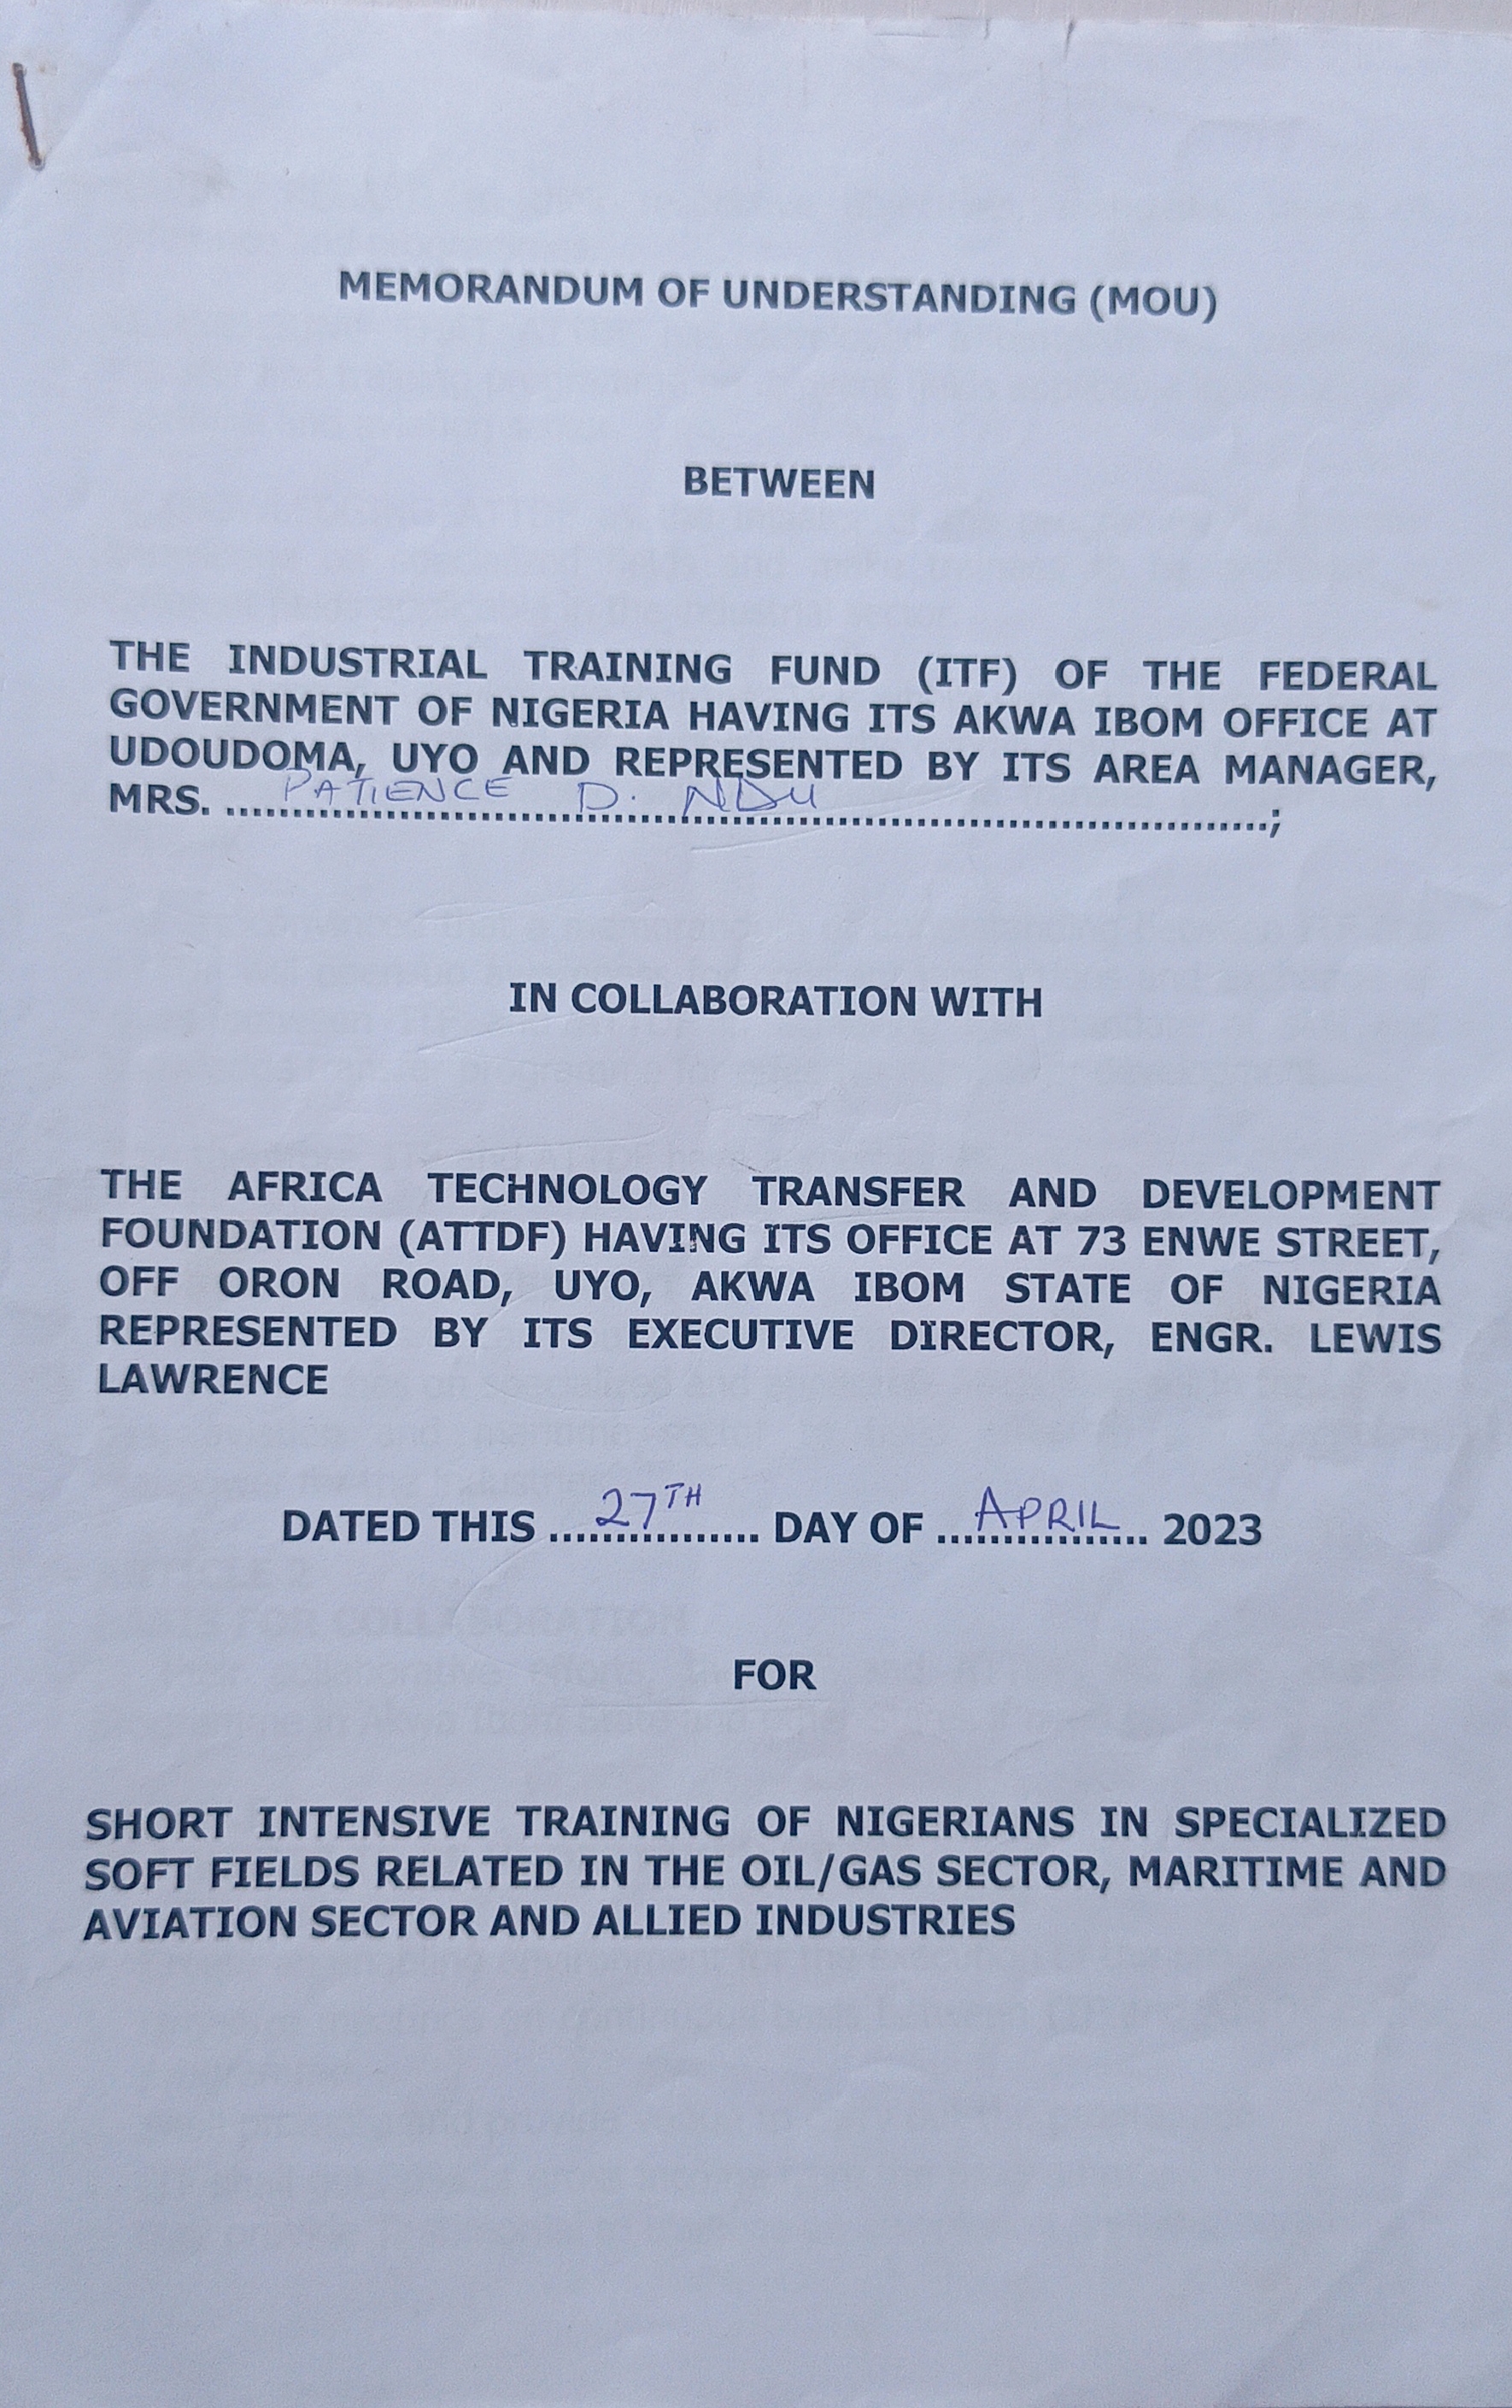 MEMORANDUM OF UNDERSTANDING (MOU)
BETWEEN
THE INDUSTRIAL TRAINING FUND (ITF) OF THE FEDERAL
GOVERNMENT OF NIGERIA HAVING ITS AKWA IBOM OFFICE AT
UDOUDOMA, UYO AND REPRESENTED BY ITS AREA MANAGER,
MRS. PATIENCE D. NDU ;
IN COLLABORATION WITH
THE AFRICA TECHNOLOGY TRANSFER AND DEVELOPMENT
FOUNDATION (ATTDF) HAVING ITS OFFICE AT 73 ENWE STREET,
OFF ORON ROAD, UYO, AKWA IBOM STATE OF NIGERIA
REPRESENTED BY ITS EXECUTIVE DIRECTOR, ENGR. LEWIS
LAWRENCE
DATED THIS 27TH DAY OF APRIL 2023
FOR
SHORT INTENSIVE TRAINING OF NIGERIANS IN SPECIALIZED
SOFT FIELDS RELATED IN THE OIL/GAS SECTOR, MARITIME AND
AVIATION SECTOR AND ALLIED INDUSTRIES